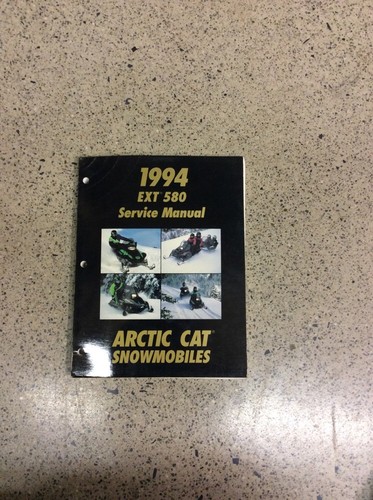 1994
EXT 580
Service Manual
ARCTIC CAT®
SNOWMOBILES